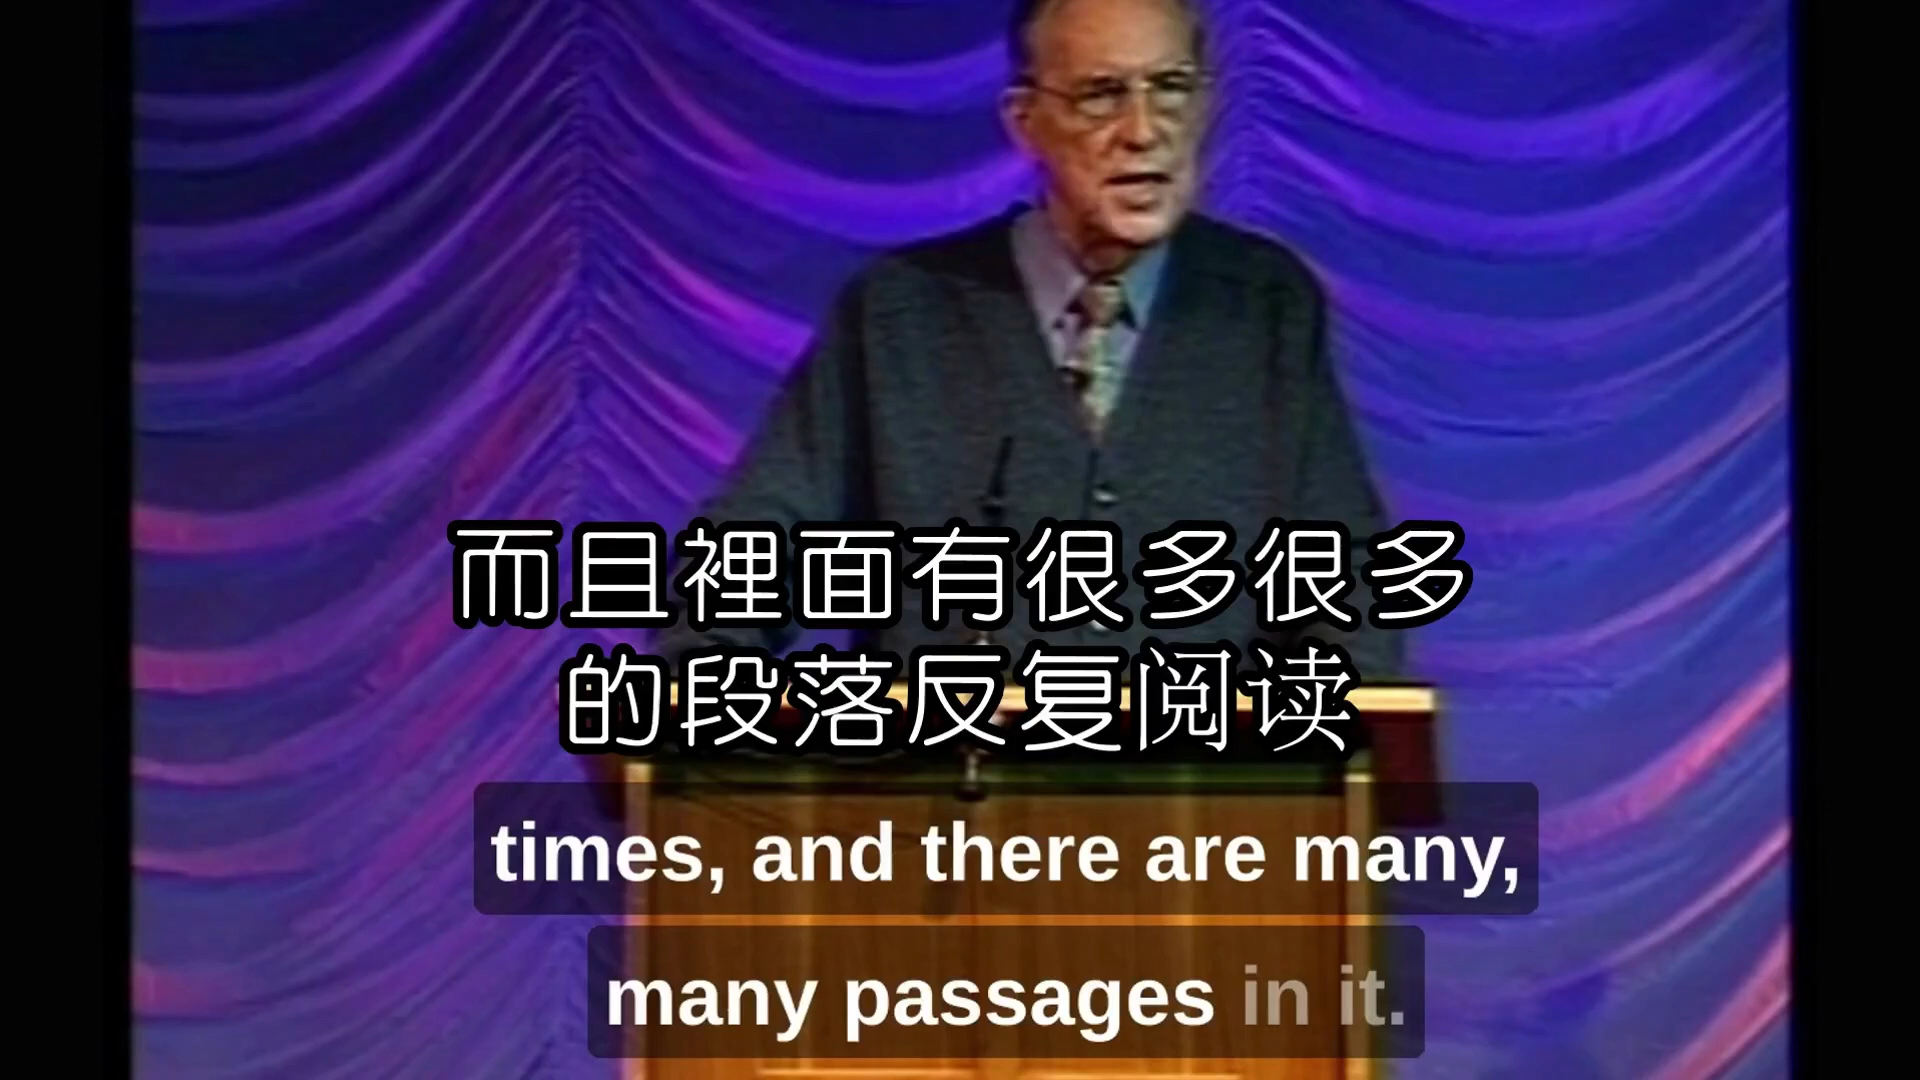 而且裡面有很多很多
的段落反复阅读
times, and there are many,
many passages in it.